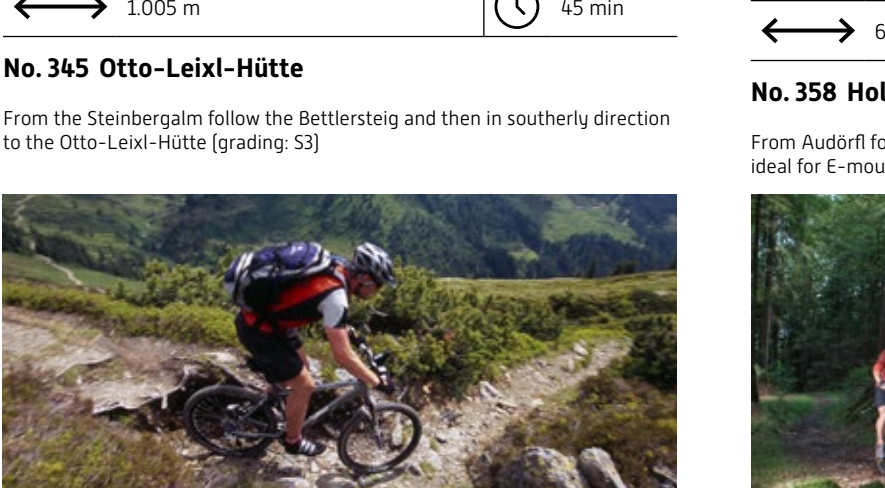 1.005 m
45 min
No. 345 Otto-Leixl-Hütte
From the Steinbergalm follow the Bettlersteig and then in southerly direction
to the Otto-Leixl-Hütte (grading: S3)
6
No. 358
From Audörfl
ideal for